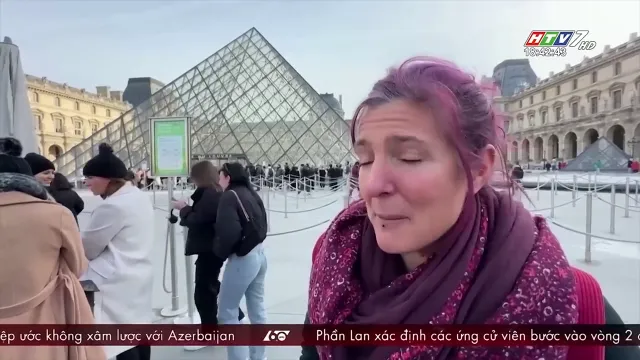 HTV7 HD
18:42:43
ệp ước không xâm lược với Azerbaijan
60
Phần Lan xác định các ứng cử viên bước vào vòng 2